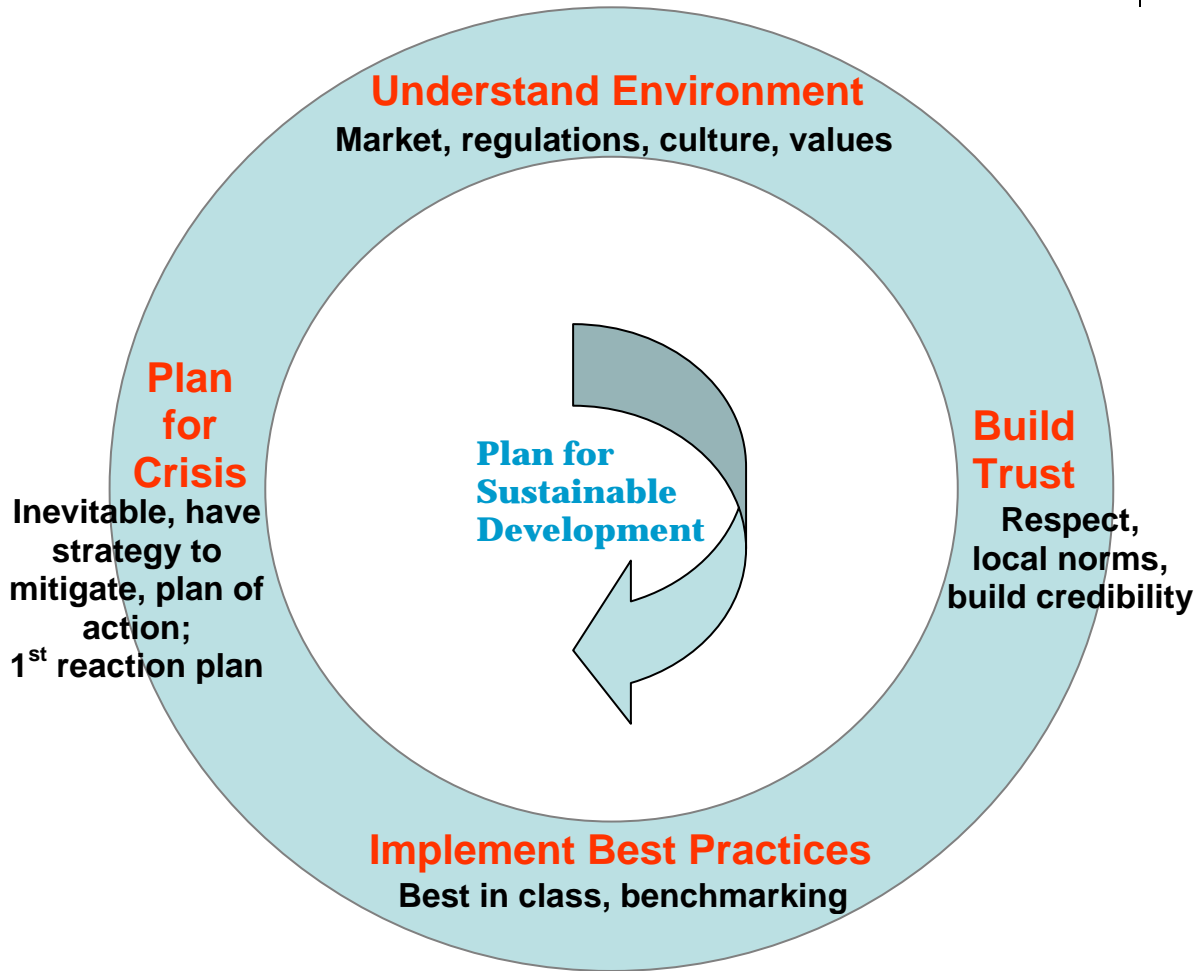 Understand Environment
Market, regulations, culture, values
Plan
for
Crisis
Inevitable, have
strategy to
mitigate, plan of
action;
1st reaction plan
Plan for
Sustainable
Development
Build
Trust
Respect,
local norms,
build credibility
Implement Best Practices
Best in class, benchmarking